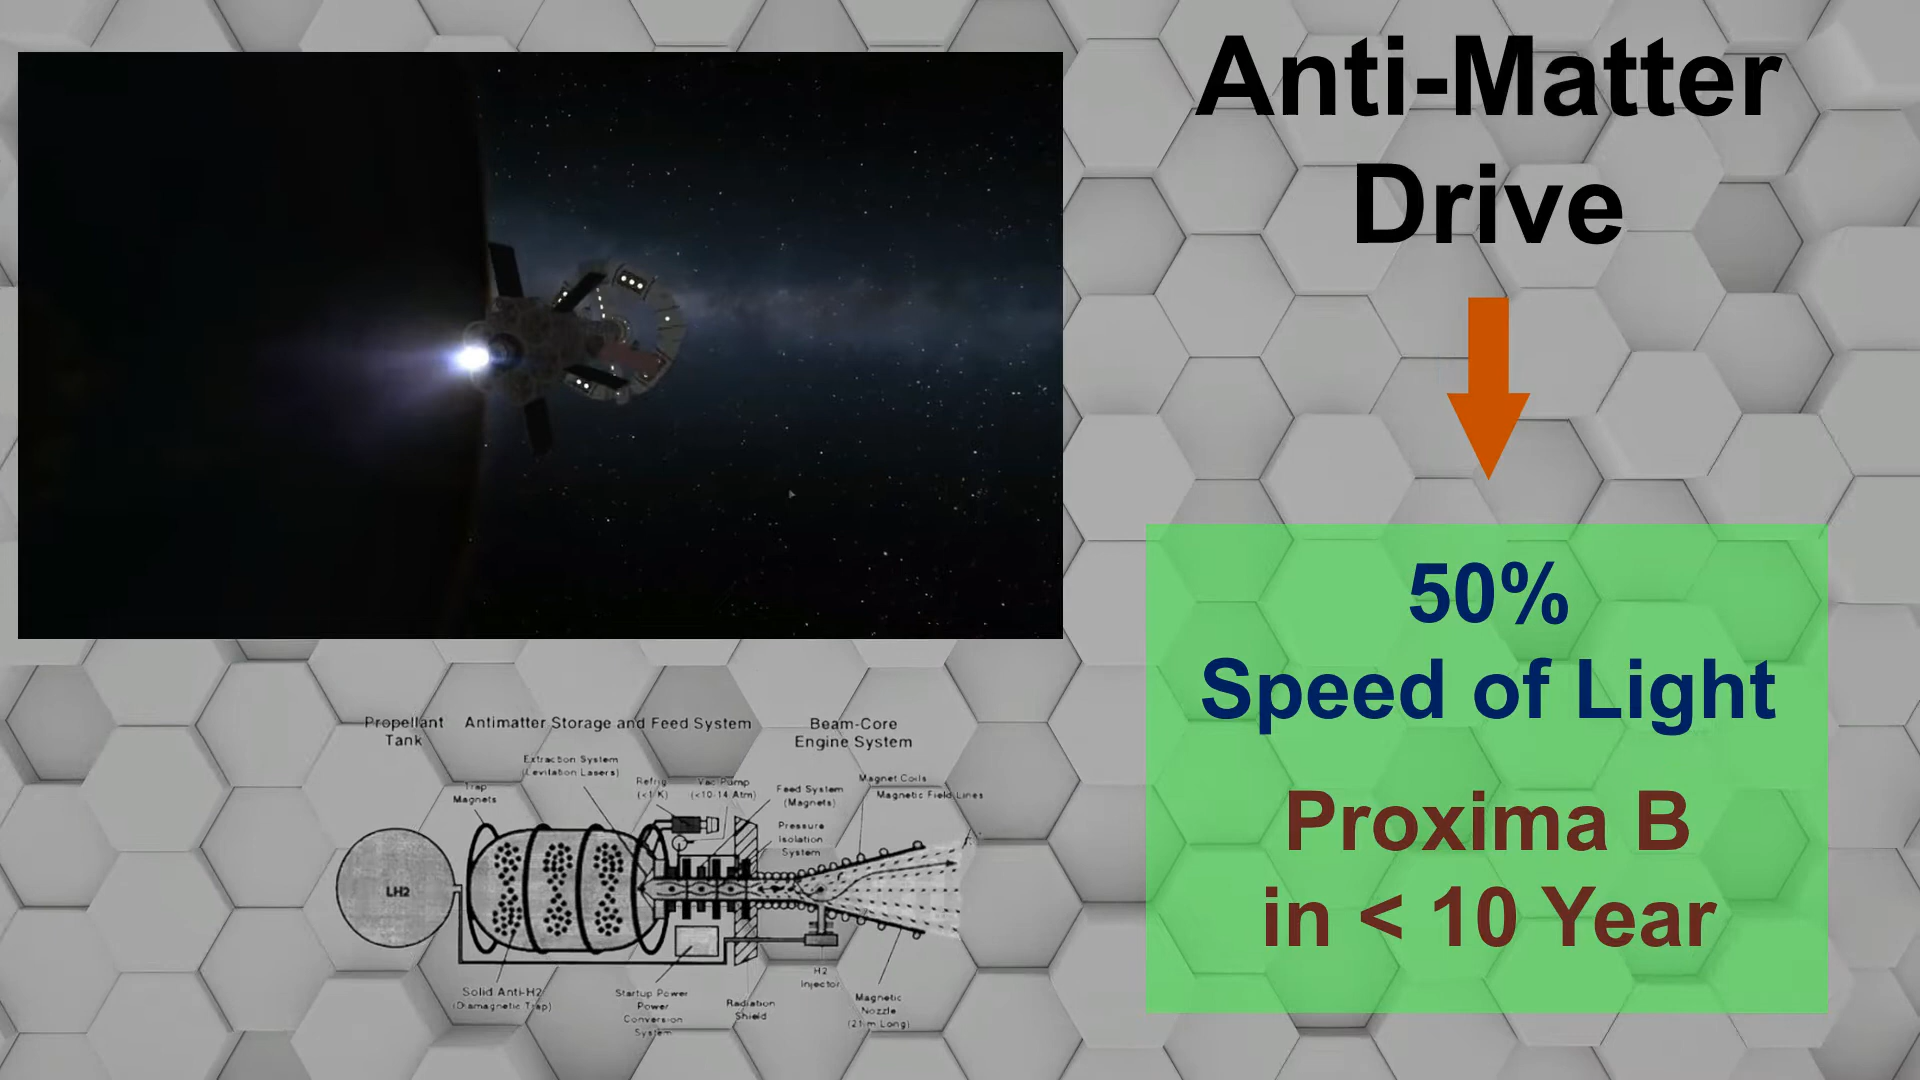 Anti-Matter
Drive
50%
Speed of Light
Proxima B
in < 10 Year
Propellant
Tank
Antimatter Storage and Feed System
Beam-Core
Engine System
Extraction System
(Levitation Lasers)
Trap
Magnets
Refrig
(<1 K)
Vac Pump
(<10-14 Atm)
Feed System
(Magnets)
Magnet Coils
Magnetic Field Lines
Pressure
Isolation
System
LH2
Solid Anti-H2
(Diamagnetic Trap)
Startup Power
Power
Conversion
System
Radiation
Shield
H2
Injector
Magnetic
Nozzle
(21 m Long)